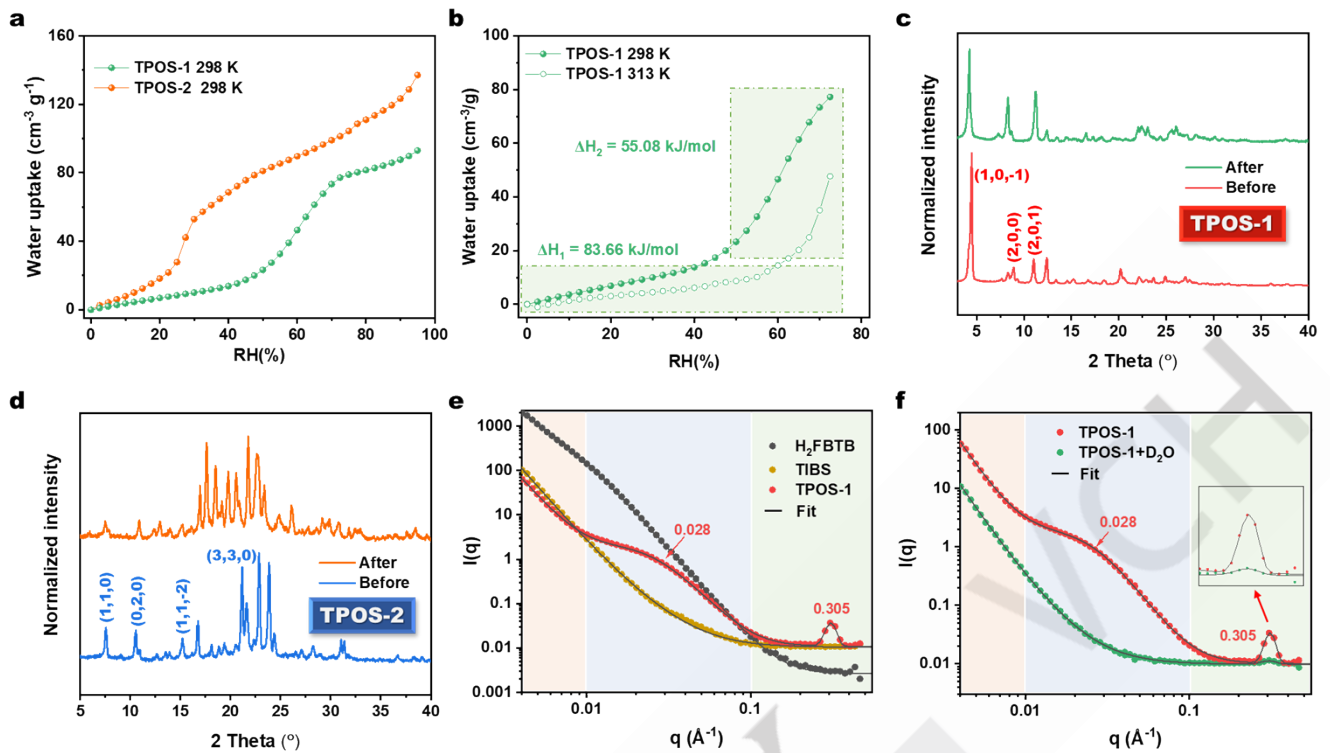 a
Water uptake (cm⁻³ g⁻¹)
160
120
80
40
0
TPOS-1 298 K
TPOS-2 298 K
0 20 40 60 80 100
RH(%)
b
Water uptake (cm⁻³/g)
100
80
60
40
20
0
TPOS-1 298 K
TPOS-1 313 K
ΔH₂ = 55.08 kJ/mol
ΔH₁ = 83.66 kJ/mol
0 20 40 60 80
RH(%)
c
Normalized intensity
After
Before
(1,0,-1)
(2,0,0)
(2,0,1)
TPOS-1
5 10 15 20 25 30 35 40
2 Theta (°)
d
Normalized intensity
After
Before
(1,1,0)
(0,2,0)
(1,1,-2)
(3,3,0)
TPOS-2
5 10 15 20 25 30 35 40
2 Theta (°)
e
I(q)
1000
100
10
1
0.1
0.01
0.001
H₂FBTB
TIBS
TPOS-1
Fit
0.028
0.305
0.01 0.1
q (Å⁻¹)
f
I(q)
100
10
1
0.1
0.01
TPOS-1
TPOS-1+D₂O
Fit
0.028
0.305
0.01 0.1
q (Å⁻¹)
VCH